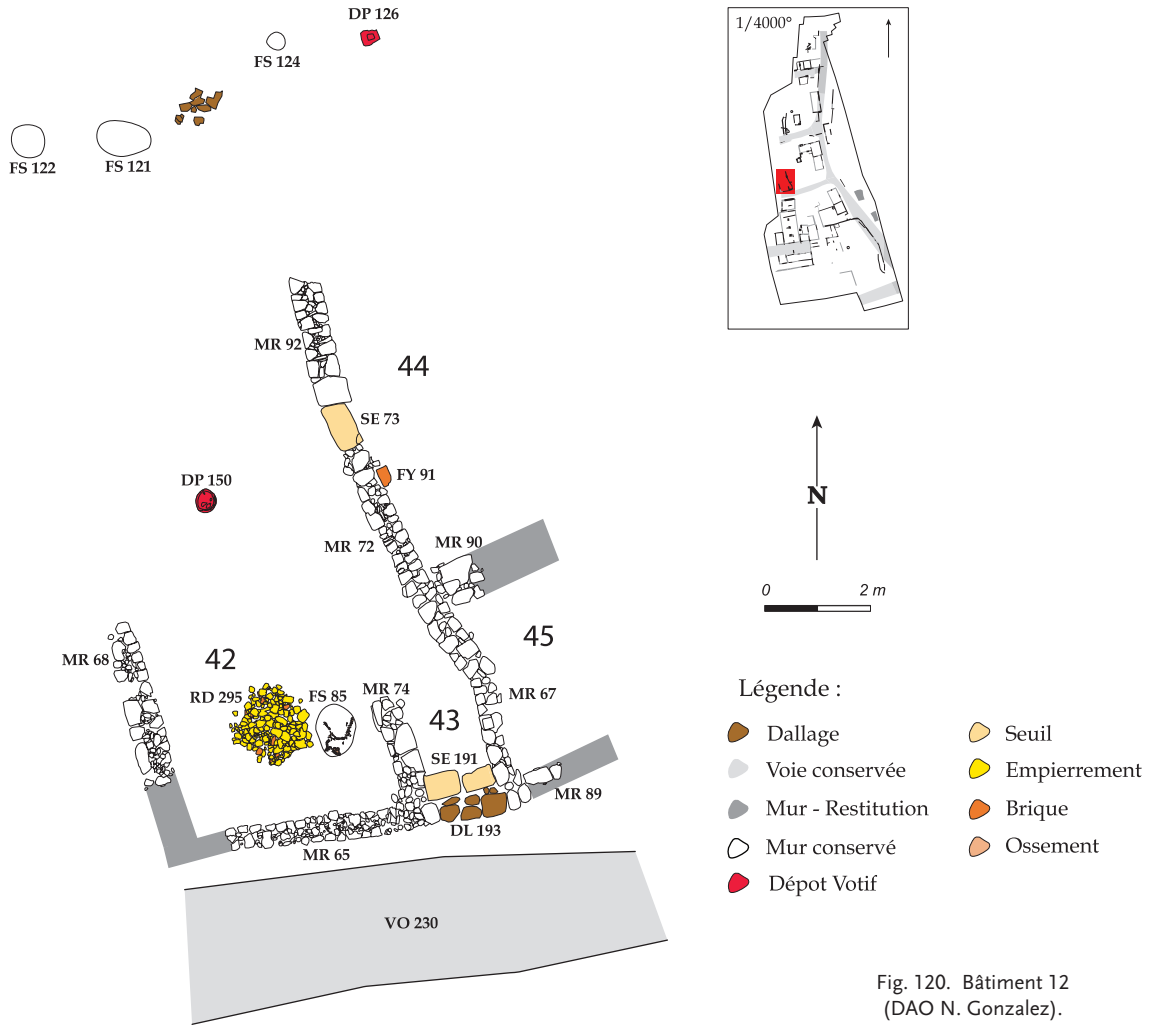 DP 126
FS 124
FS 122
FS 121
1/4000°
MR 92
44
SE 73
DP 150
FY 91
MR 72
MR 90
N
0 2 m
MR 68
42
45
RD 295
FS 85
MR 74
MR 67
43
SE 191
MR 89
DL 193
MR 65
VO 230
Légende :
Dallage
Voie conservée
Mur - Restitution
Mur conservé
Dépot Votif
Seuil
Empierrement
Brique
Ossement
Fig. 120. Bâtiment 12
(DAO N. Gonzalez).